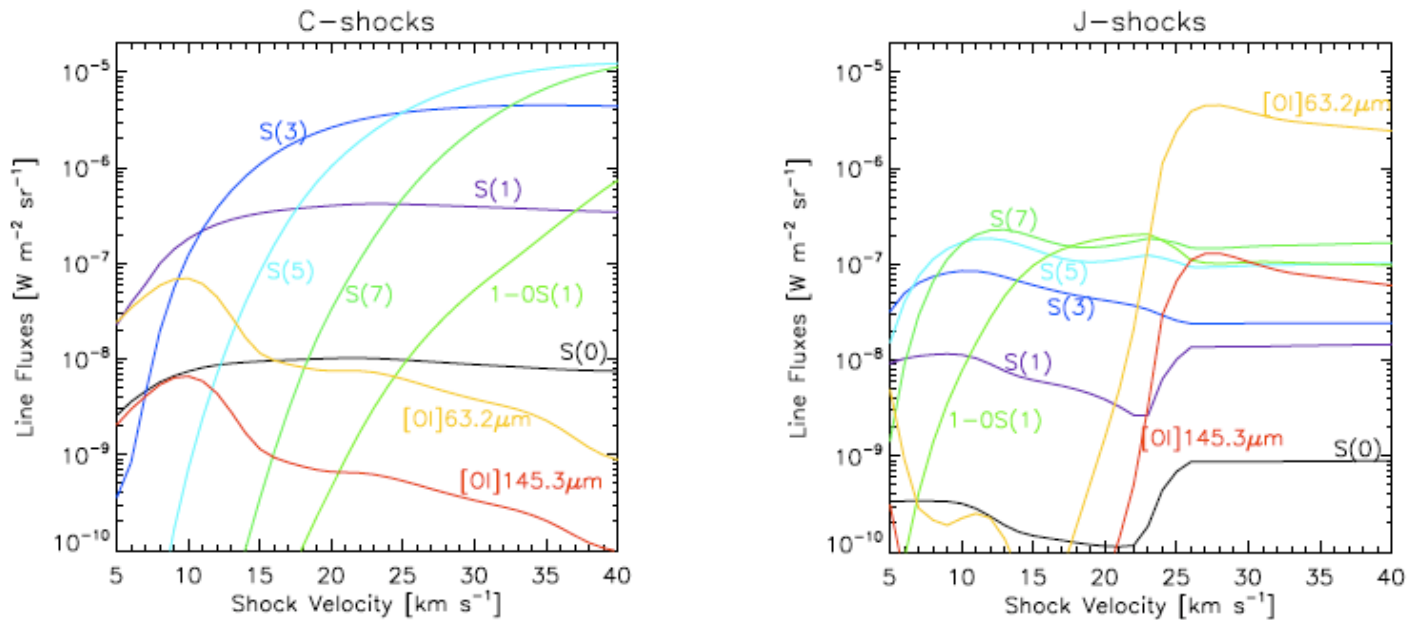 C-shocks
Line Fluxes [W m⁻² sr⁻¹]
10⁻⁵
10⁻⁶
10⁻⁷
10⁻⁸
10⁻⁹
10⁻¹⁰
S(3)
S(1)
S(5)
S(7)
1-0S(1)
S(0)
[OI]63.2μm
[OI]145.3μm
5 10 15 20 25 30 35 40
Shock Velocity [km s⁻¹]
J-shocks
Line Fluxes [W m⁻² sr⁻¹]
10⁻⁵
10⁻⁶
10⁻⁷
10⁻⁸
10⁻⁹
10⁻¹⁰
[OI]63.2μm
S(7)
S(5)
S(3)
S(1)
1-0S(1)
[OI]145.3μm
S(0)
5 10 15 20 25 30 35 40
Shock Velocity [km s⁻¹]